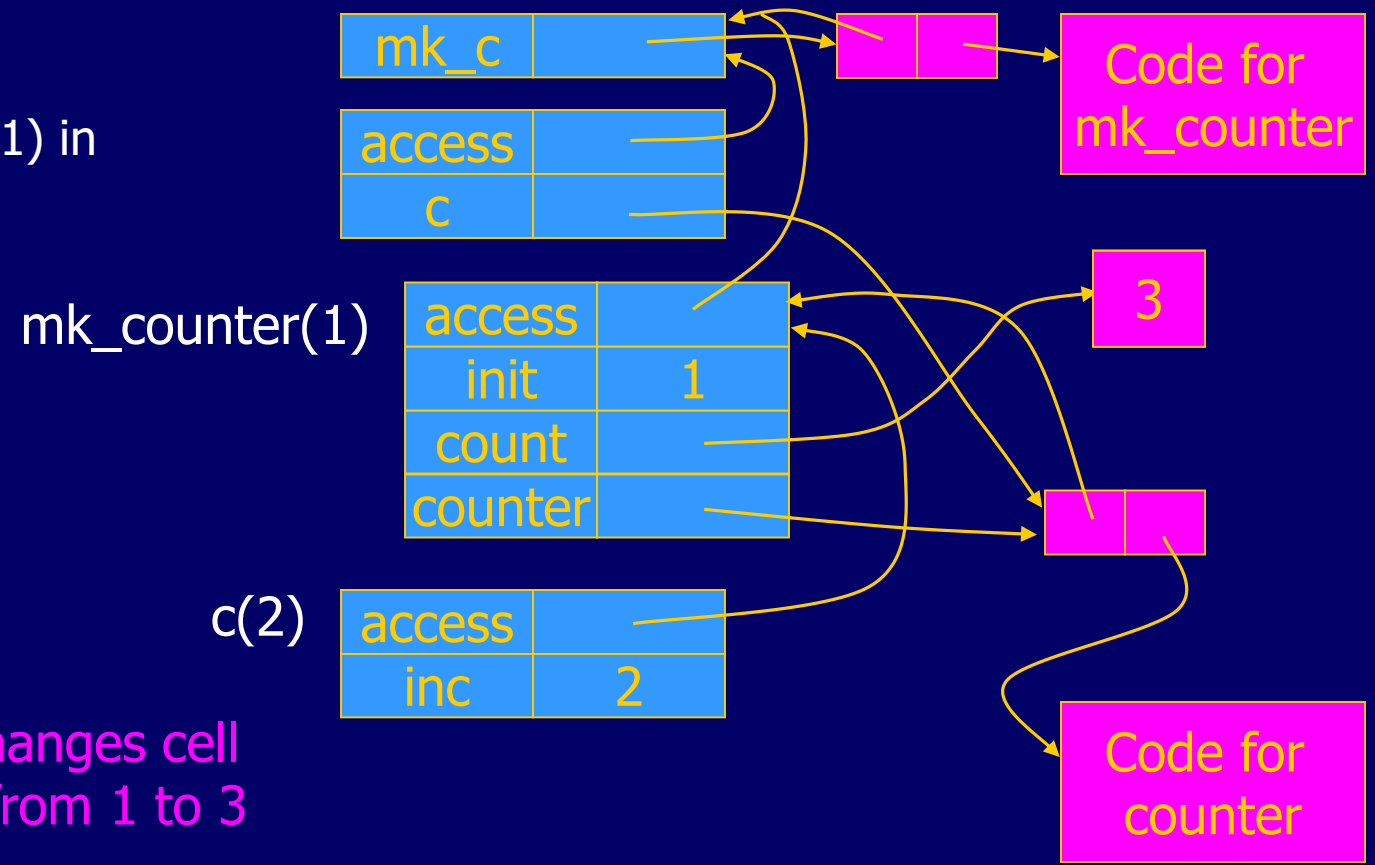 mk_c
Code for
mk_counter
1) in
access
c
mk_counter(1)
access
init 1
count
counter
3
c(2)
access
inc 2
hanges cell
from 1 to 3
Code for
counter